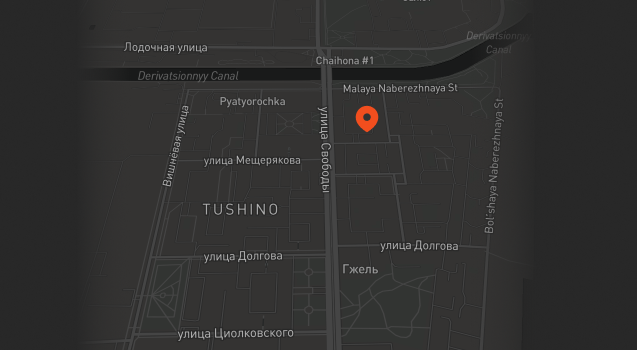 Derivatsionnyy
Canal
Лодочная улица
Chaihona #1
Derivatsionnyy Canal
Malaya Naberezhnaya St
Pyatyorochka
улица Свободы
Вишнёвая улица
Bol'shaya Naberezhnaya St
улица Мещерякова
TUSHINO
улица Долгова
улица Долгова
Гжель
улица Циолковского